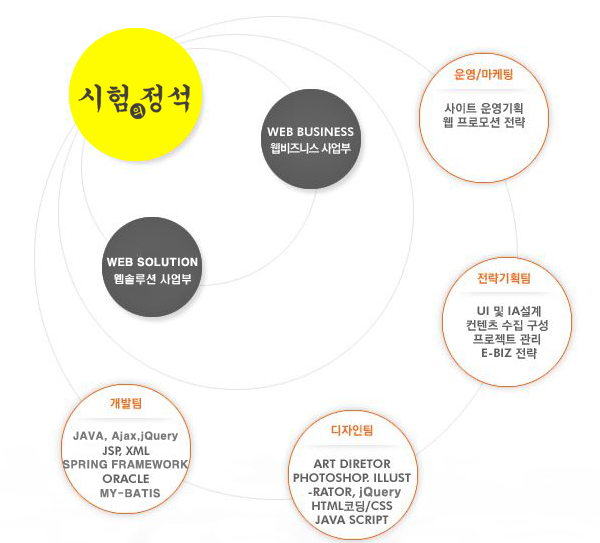 시험의정석
WEB BUSINESS
웹비즈니스 사업부
WEB SOLUTION
웹솔루션 사업부
운영/마케팅
사이트 운영기획
웹 프로모션 전략
전략기획팀
UI 및 IA설계
컨텐츠 수집 구성
프로젝트 관리
E-BIZ 전략
개발팀
JAVA, Ajax,jQuery
JSP, XML
SPRING FRAMEWORK
ORACLE
MY-BATIS
디자인팀
ART DIRETOR
PHOTOSHOP. ILLUST
-RATOR, jQuery
HTML코딩/CSS
JAVA SCRIPT